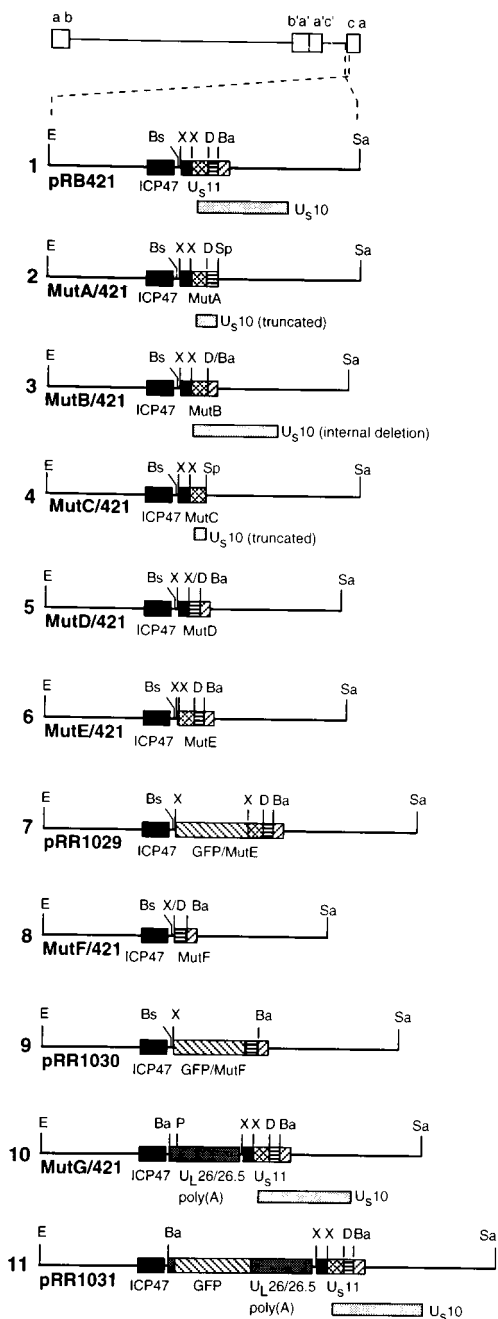 a b b'a' a'c' c a
E Bs X X D Ba Sa
1 pRB421 ICP47 Us11
Us10
E Bs X X D Sp Sa
2 MutA/421 ICP47 MutA
Us10 (truncated)
E Bs X X D/Ba Sa
3 MutB/421 ICP47 MutB
Us10 (internal deletion)
E Bs X X Sp Sa
4 MutC/421 ICP47 MutC
Us10 (truncated)
E Bs X X/D Ba Sa
5 MutD/421 ICP47 MutD
E Bs XX D Ba Sa
6 MutE/421 ICP47 MutE
E Bs X X D Ba Sa
7 pRR1029 ICP47 GFP/MutE
E Bs X/D Ba Sa
8 MutF/421 ICP47 MutF
E Bs X Ba Sa
9 pRR1030 ICP47 GFP/MutF
E Ba P X X D Ba Sa
10 MutG/421 ICP47 UL26/26.5 Us11
poly(A) Us10
E Ba X X D Ba Sa
11 pRR1031 ICP47 GFP UL26/26.5 Us11
poly(A) Us10